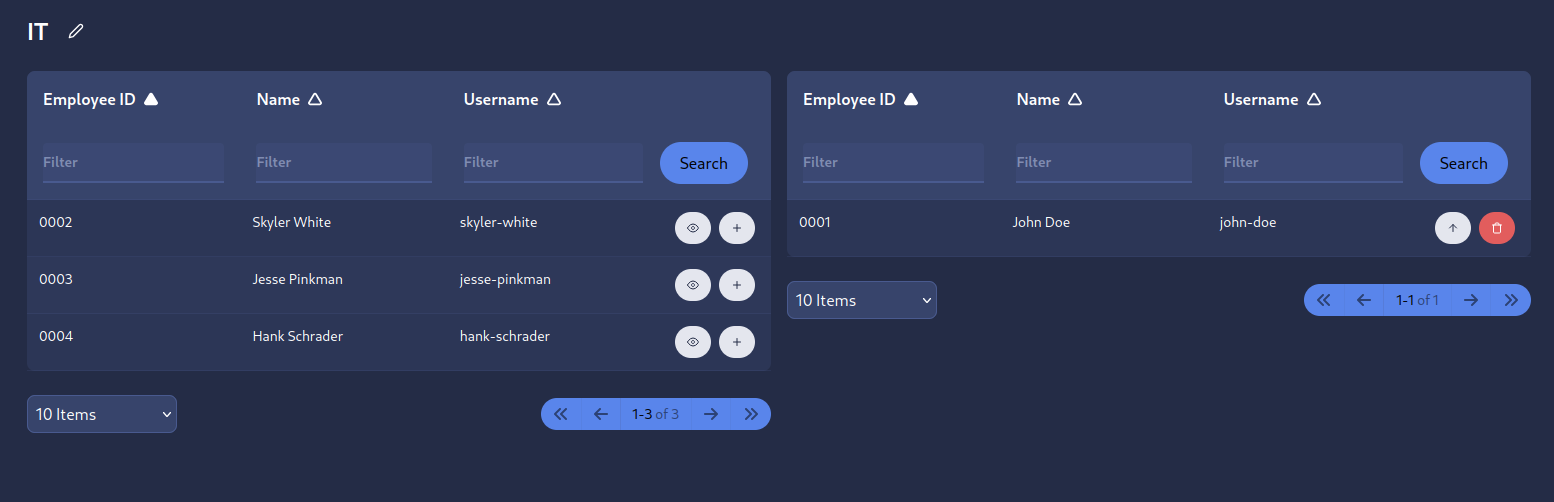 IT
Employee ID Name Username
Filter Filter Filter Search
0002 Skyler White skyler-white
0003 Jesse Pinkman jesse-pinkman
0004 Hank Schrader hank-schrader
10 Items 1-3 of 3
Employee ID Name Username
Filter Filter Filter Search
0001 John Doe john-doe
10 Items 1-1 of 1